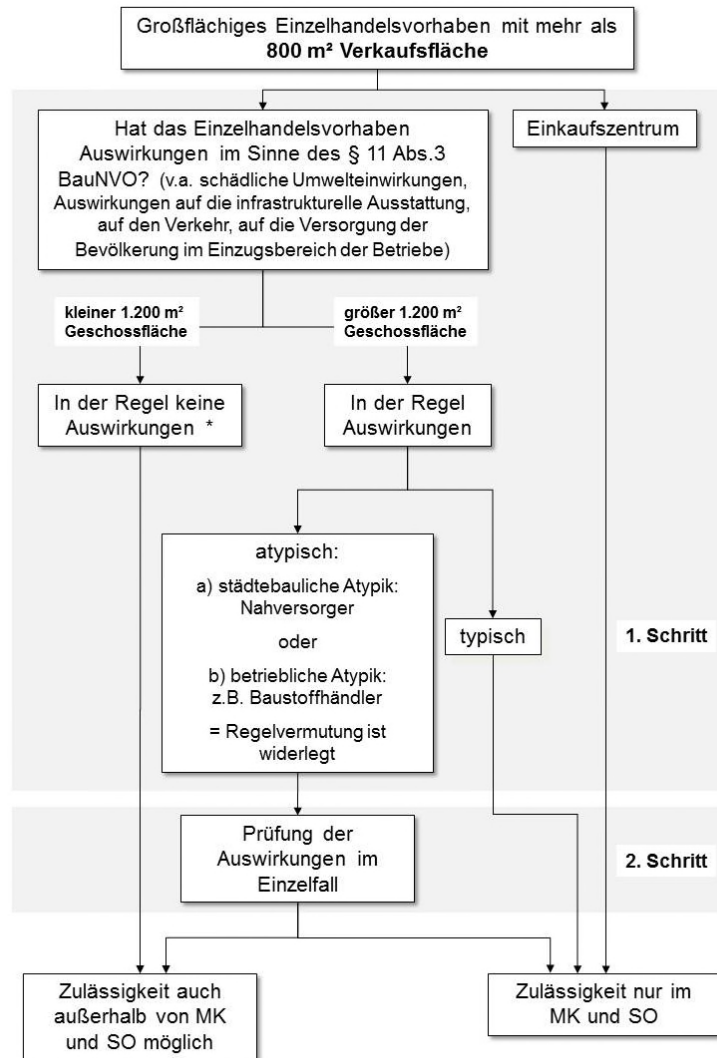 Großflächiges Einzelhandelsvorhaben mit mehr als
800 m² Verkaufsfläche
Hat das Einzelhandelsvorhaben
Auswirkungen im Sinne des § 11 Abs.3
BauNVO? (v.a. schädliche Umwelteinwirkungen,
Auswirkungen auf die infrastrukturelle Ausstattung,
auf den Verkehr, auf die Versorgung der
Bevölkerung im Einzugsbereich der Betriebe)
Einkaufszentrum
kleiner 1.200 m²
Geschossfläche
größer 1.200 m²
Geschossfläche
In der Regel keine
Auswirkungen *
In der Regel
Auswirkungen
atypisch:
a) städtebauliche Atypik:
Nahversorger
oder
b) betriebliche Atypik:
z.B. Baustoffhändler
= Regelvermutung ist
widerlegt
typisch
1. Schritt
Prüfung der
Auswirkungen im
Einzelfall
2. Schritt
Zulässigkeit auch
außerhalb von MK
und SO möglich
Zulässigkeit nur im
MK und SO